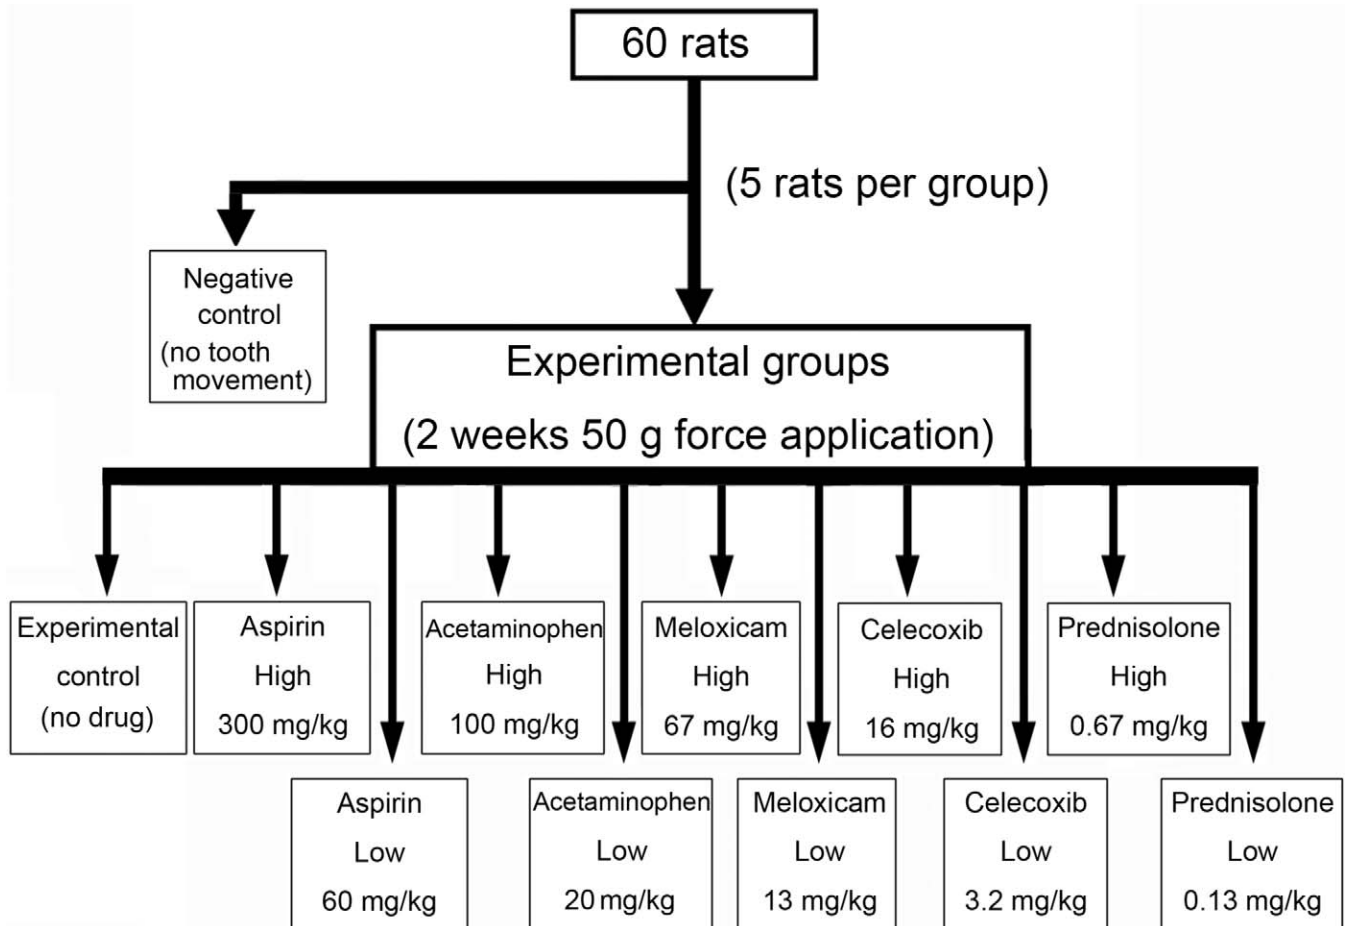 60 rats
(5 rats per group)
Negative
control
(no tooth
movement)
Experimental groups
(2 weeks 50 g force application)
Experimental
control
(no drug)
Aspirin
High
300 mg/kg
Acetaminophen
High
100 mg/kg
Meloxicam
High
67 mg/kg
Celecoxib
High
16 mg/kg
Prednisolone
High
0.67 mg/kg
Aspirin
Low
60 mg/kg
Acetaminophen
Low
20 mg/kg
Meloxicam
Low
13 mg/kg
Celecoxib
Low
3.2 mg/kg
Prednisolone
Low
0.13 mg/kg